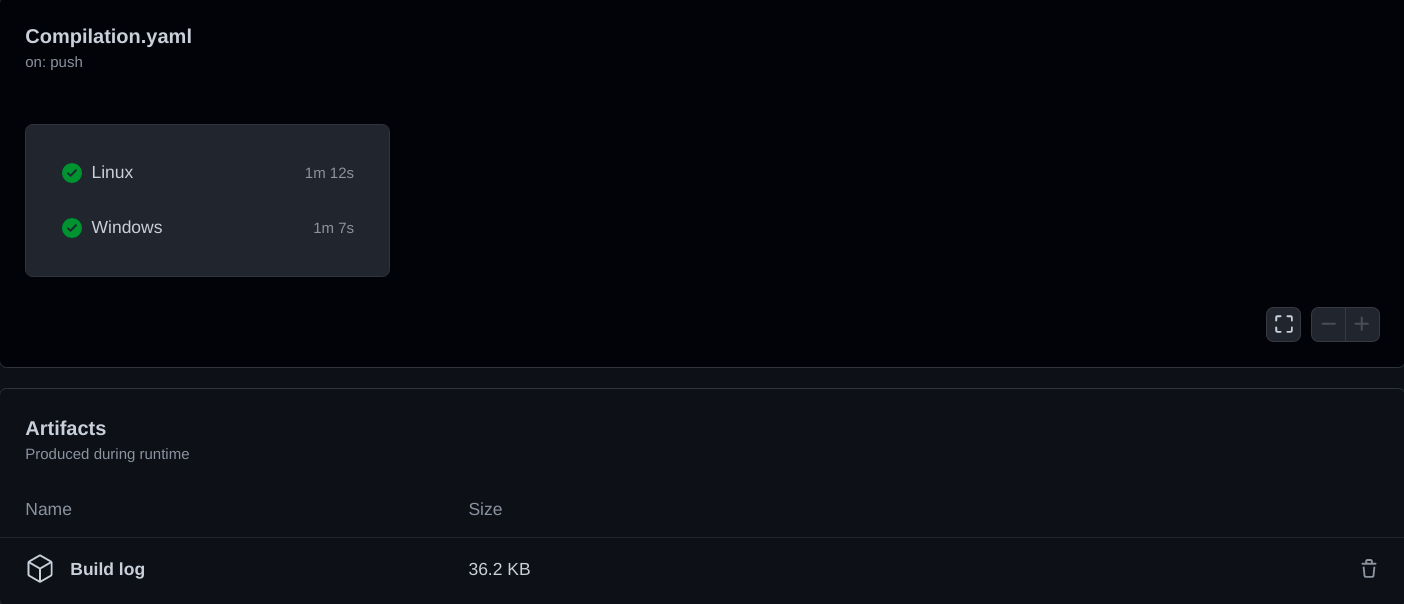 Compilation.yaml
on: push
Linux 1m 12s
Windows 1m 7s
Artifacts
Produced during runtime
Name Size
Build log 36.2 KB